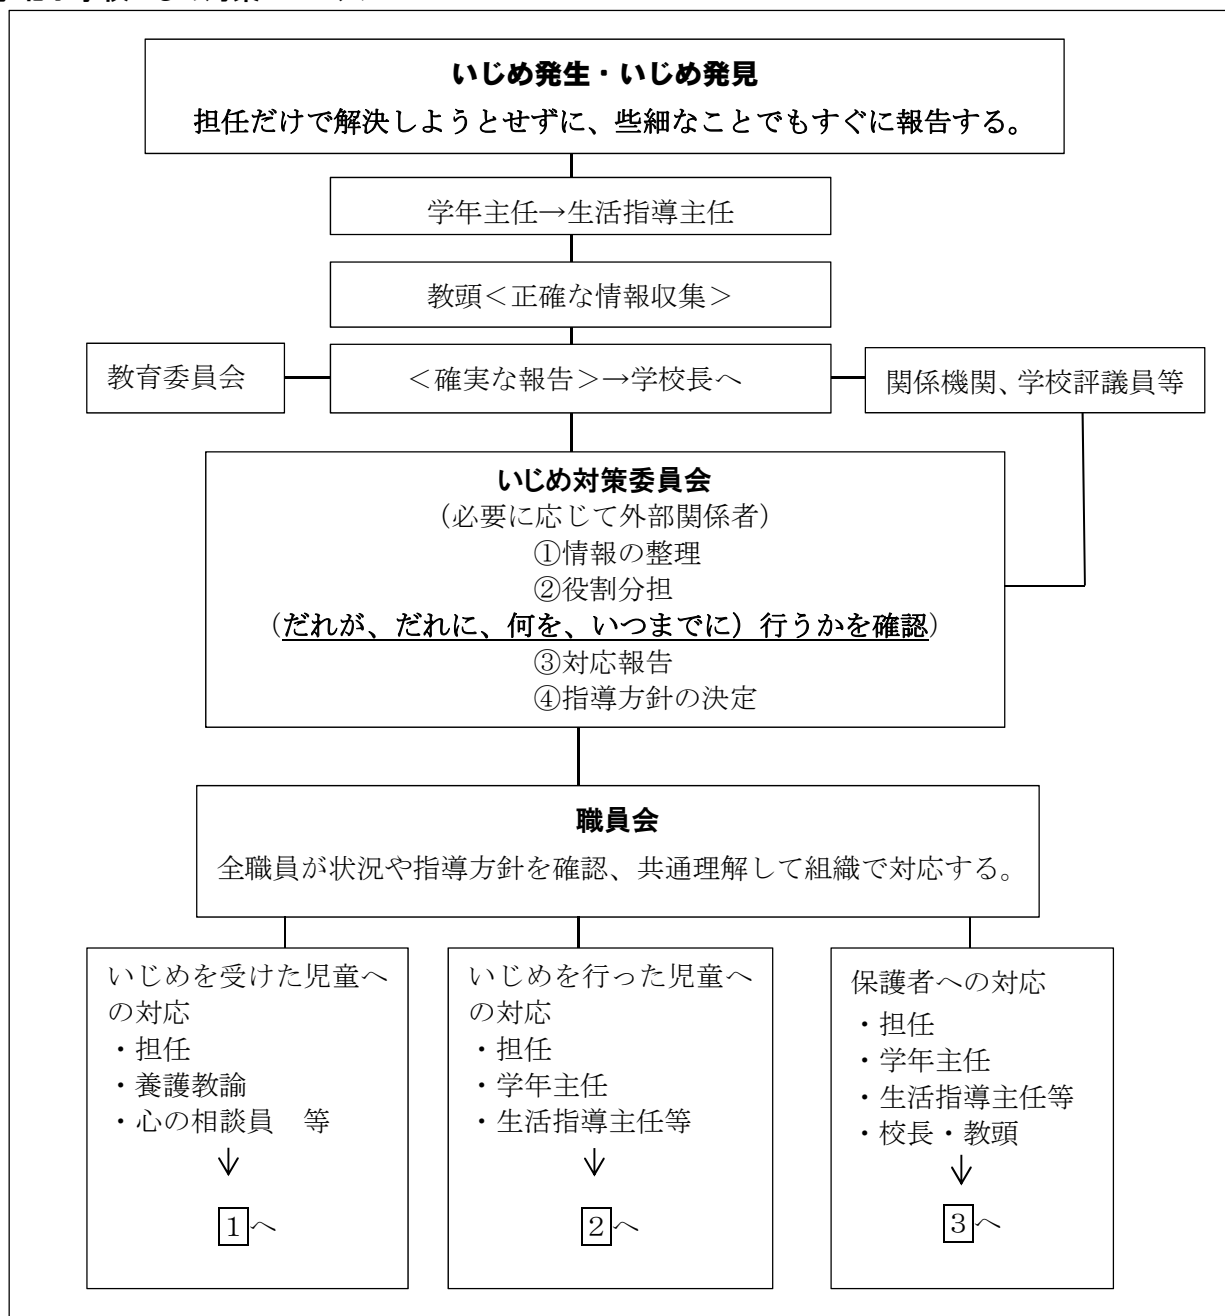 いじめ発生・いじめ発見
担任だけで解決しようとせずに、些細なことでもすぐに報告する。
学年主任→生活指導主任
教頭<正確な情報収集>
教育委員会
<確実な報告>→学校長へ
関係機関、学校評議員等
いじめ対策委員会
（必要に応じて外部関係者）
①情報の整理
②役割分担
（だれが、だれに、何を、いつまでに）行うかを確認）
③対応報告
④指導方針の決定
職員会
全職員が状況や指導方針を確認、共通理解して組織で対応する。
いじめを受けた児童へ
の対応
・担任
・養護教諭
・心の相談員　等
↓
1へ
いじめを行った児童へ
の対応
・担任
・学年主任
・生活指導主任等
↓
2へ
保護者への対応
・担任
・学年主任
・生活指導主任等
・校長・教頭
↓
3へ